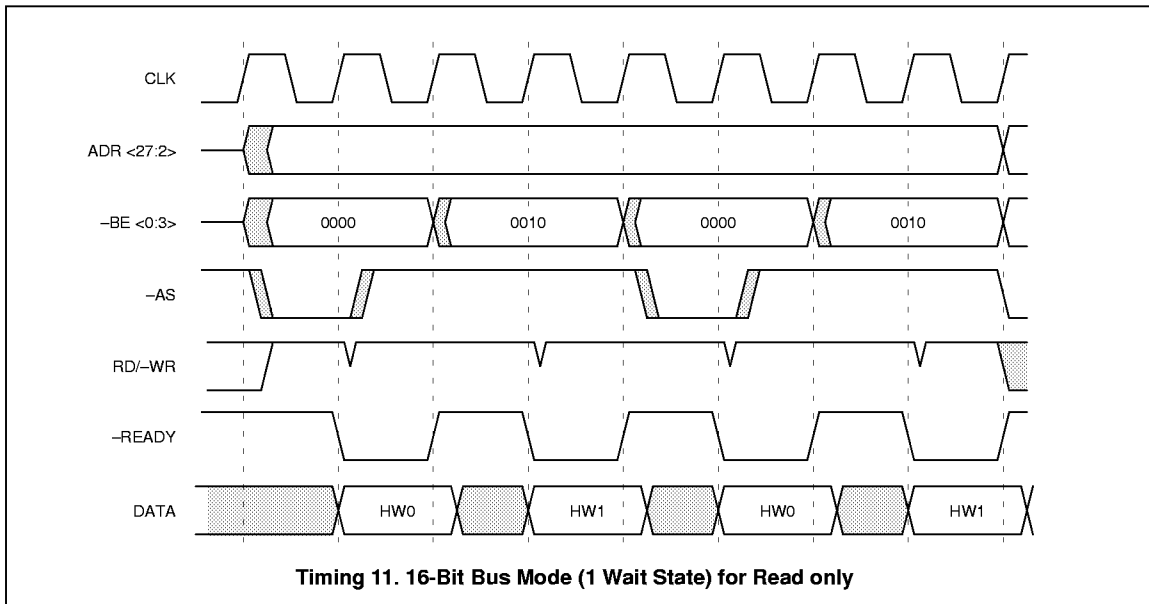 CLK
ADR <27:2>
–BE <0:3> 0000 0010 0000 0010
–AS
RD/–WR
–READY
DATA HW0 HW1 HW0 HW1
Timing 11. 16-Bit Bus Mode (1 Wait State) for Read only